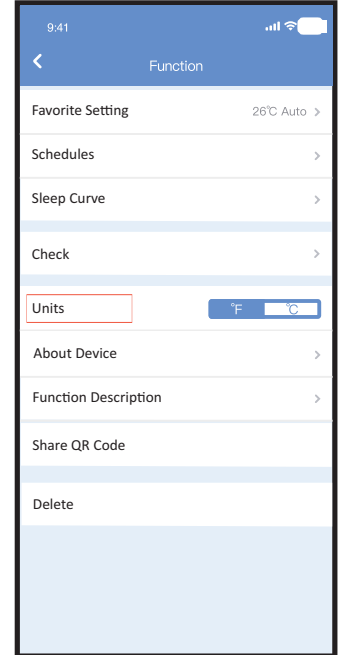 9:41
Function
Favorite Setting 26℃ Auto >
Schedules >
Sleep Curve >
Check >
Units °F ℃
About Device >
Function Description >
Share QR Code
Delete